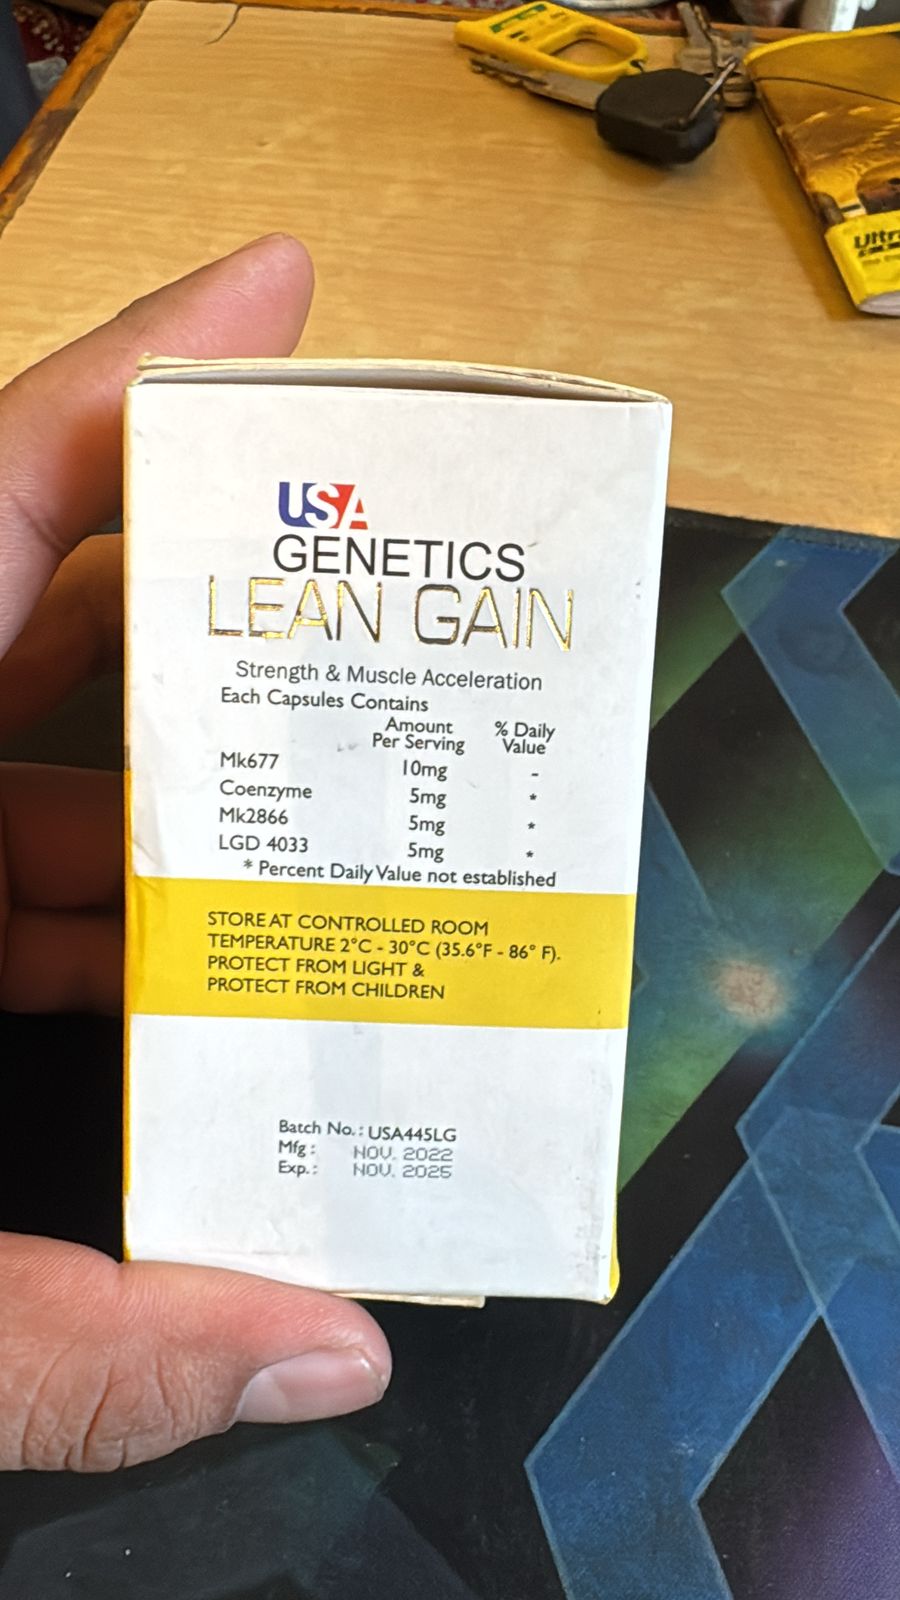 Ultra
USA
GENETICS
LEAN GAIN
Strength & Muscle Acceleration
Each Capsules Contains
Amount Per Serving % Daily Value
Mk677 10mg -
Coenzyme 5mg *
Mk2866 5mg *
LGD 4033 5mg *
* Percent Daily Value not established
STORE AT CONTROLLED ROOM
TEMPERATURE 2°C - 30°C (35.6°F - 86° F).
PROTECT FROM LIGHT &
PROTECT FROM CHILDREN
Batch No.: USA445LG
Mfg: NOV. 2022
Exp.: NOV. 2025